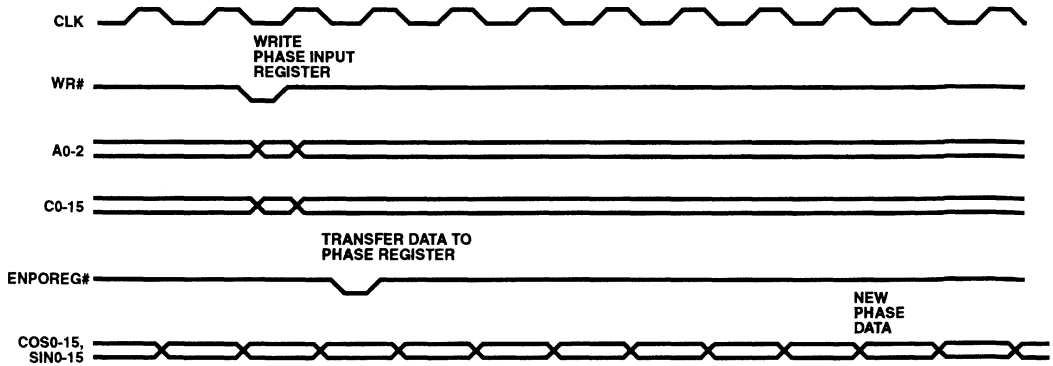 CLK
WRITE
PHASE INPUT
REGISTER
WR#
A0-2
C0-15
TRANSFER DATA TO
PHASE REGISTER
ENPOREG#
NEW
PHASE
DATA
COS0-15,
SIN0-15